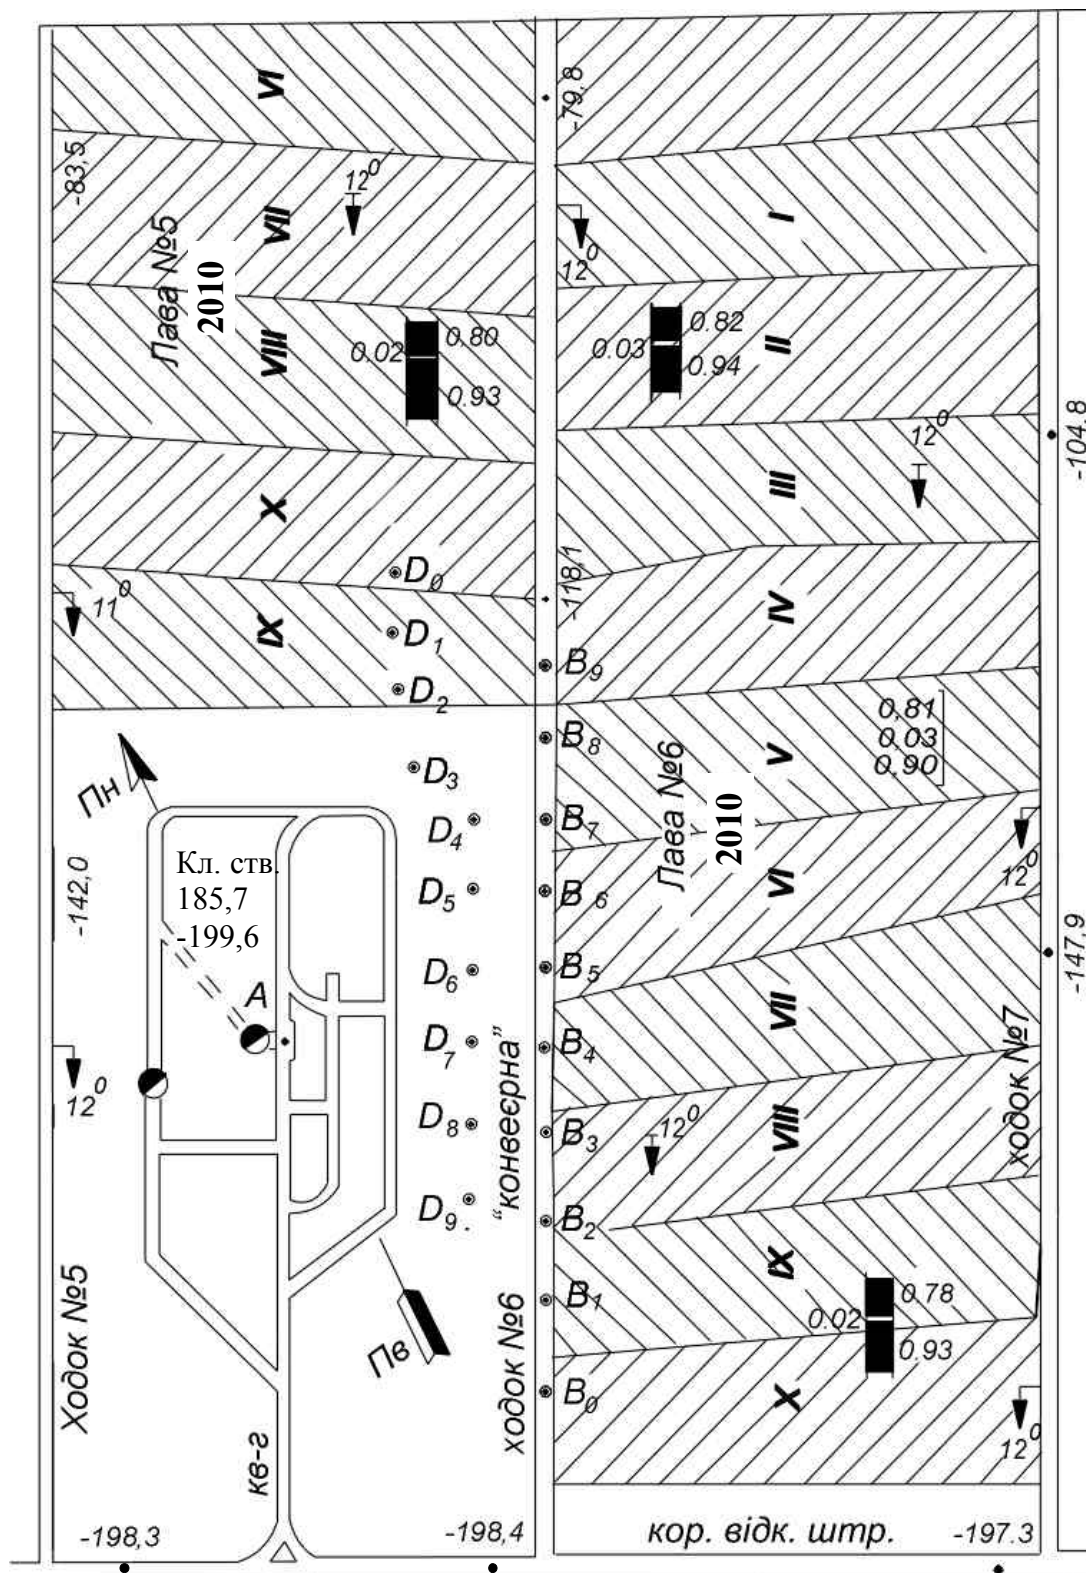 VI
-83,5
12⁰
VII
Лава №5
2010
VIII
0.02
0.80
0.93
X
11⁰
IX
D₀
D₁
D₂
D₃
D₄
D₅
D₆
D₇
D₈
D₉.
Пн
-142,0
Кл. ств.
185,7
-199,6
A
12⁰
Пв
Ходок №5
кв-г
-198,3
-198,4
ходок №6 "конвеєрна"
-79,8
-118,1
B₉
B₈
B₇
B₆
B₅
B₄
B₃
B₂
B₁
B₀
12⁰
I
II
0.03
0.82
0.94
12⁰
III
IV
-104,8
V
0,81
0,03
0,90
Лава №6
2010
VI
12⁰
-147,9
VII
ходок №7
12⁰
VIII
IX
0.02
0.78
0.93
X
12⁰
кор. відк. штр.
-197.3